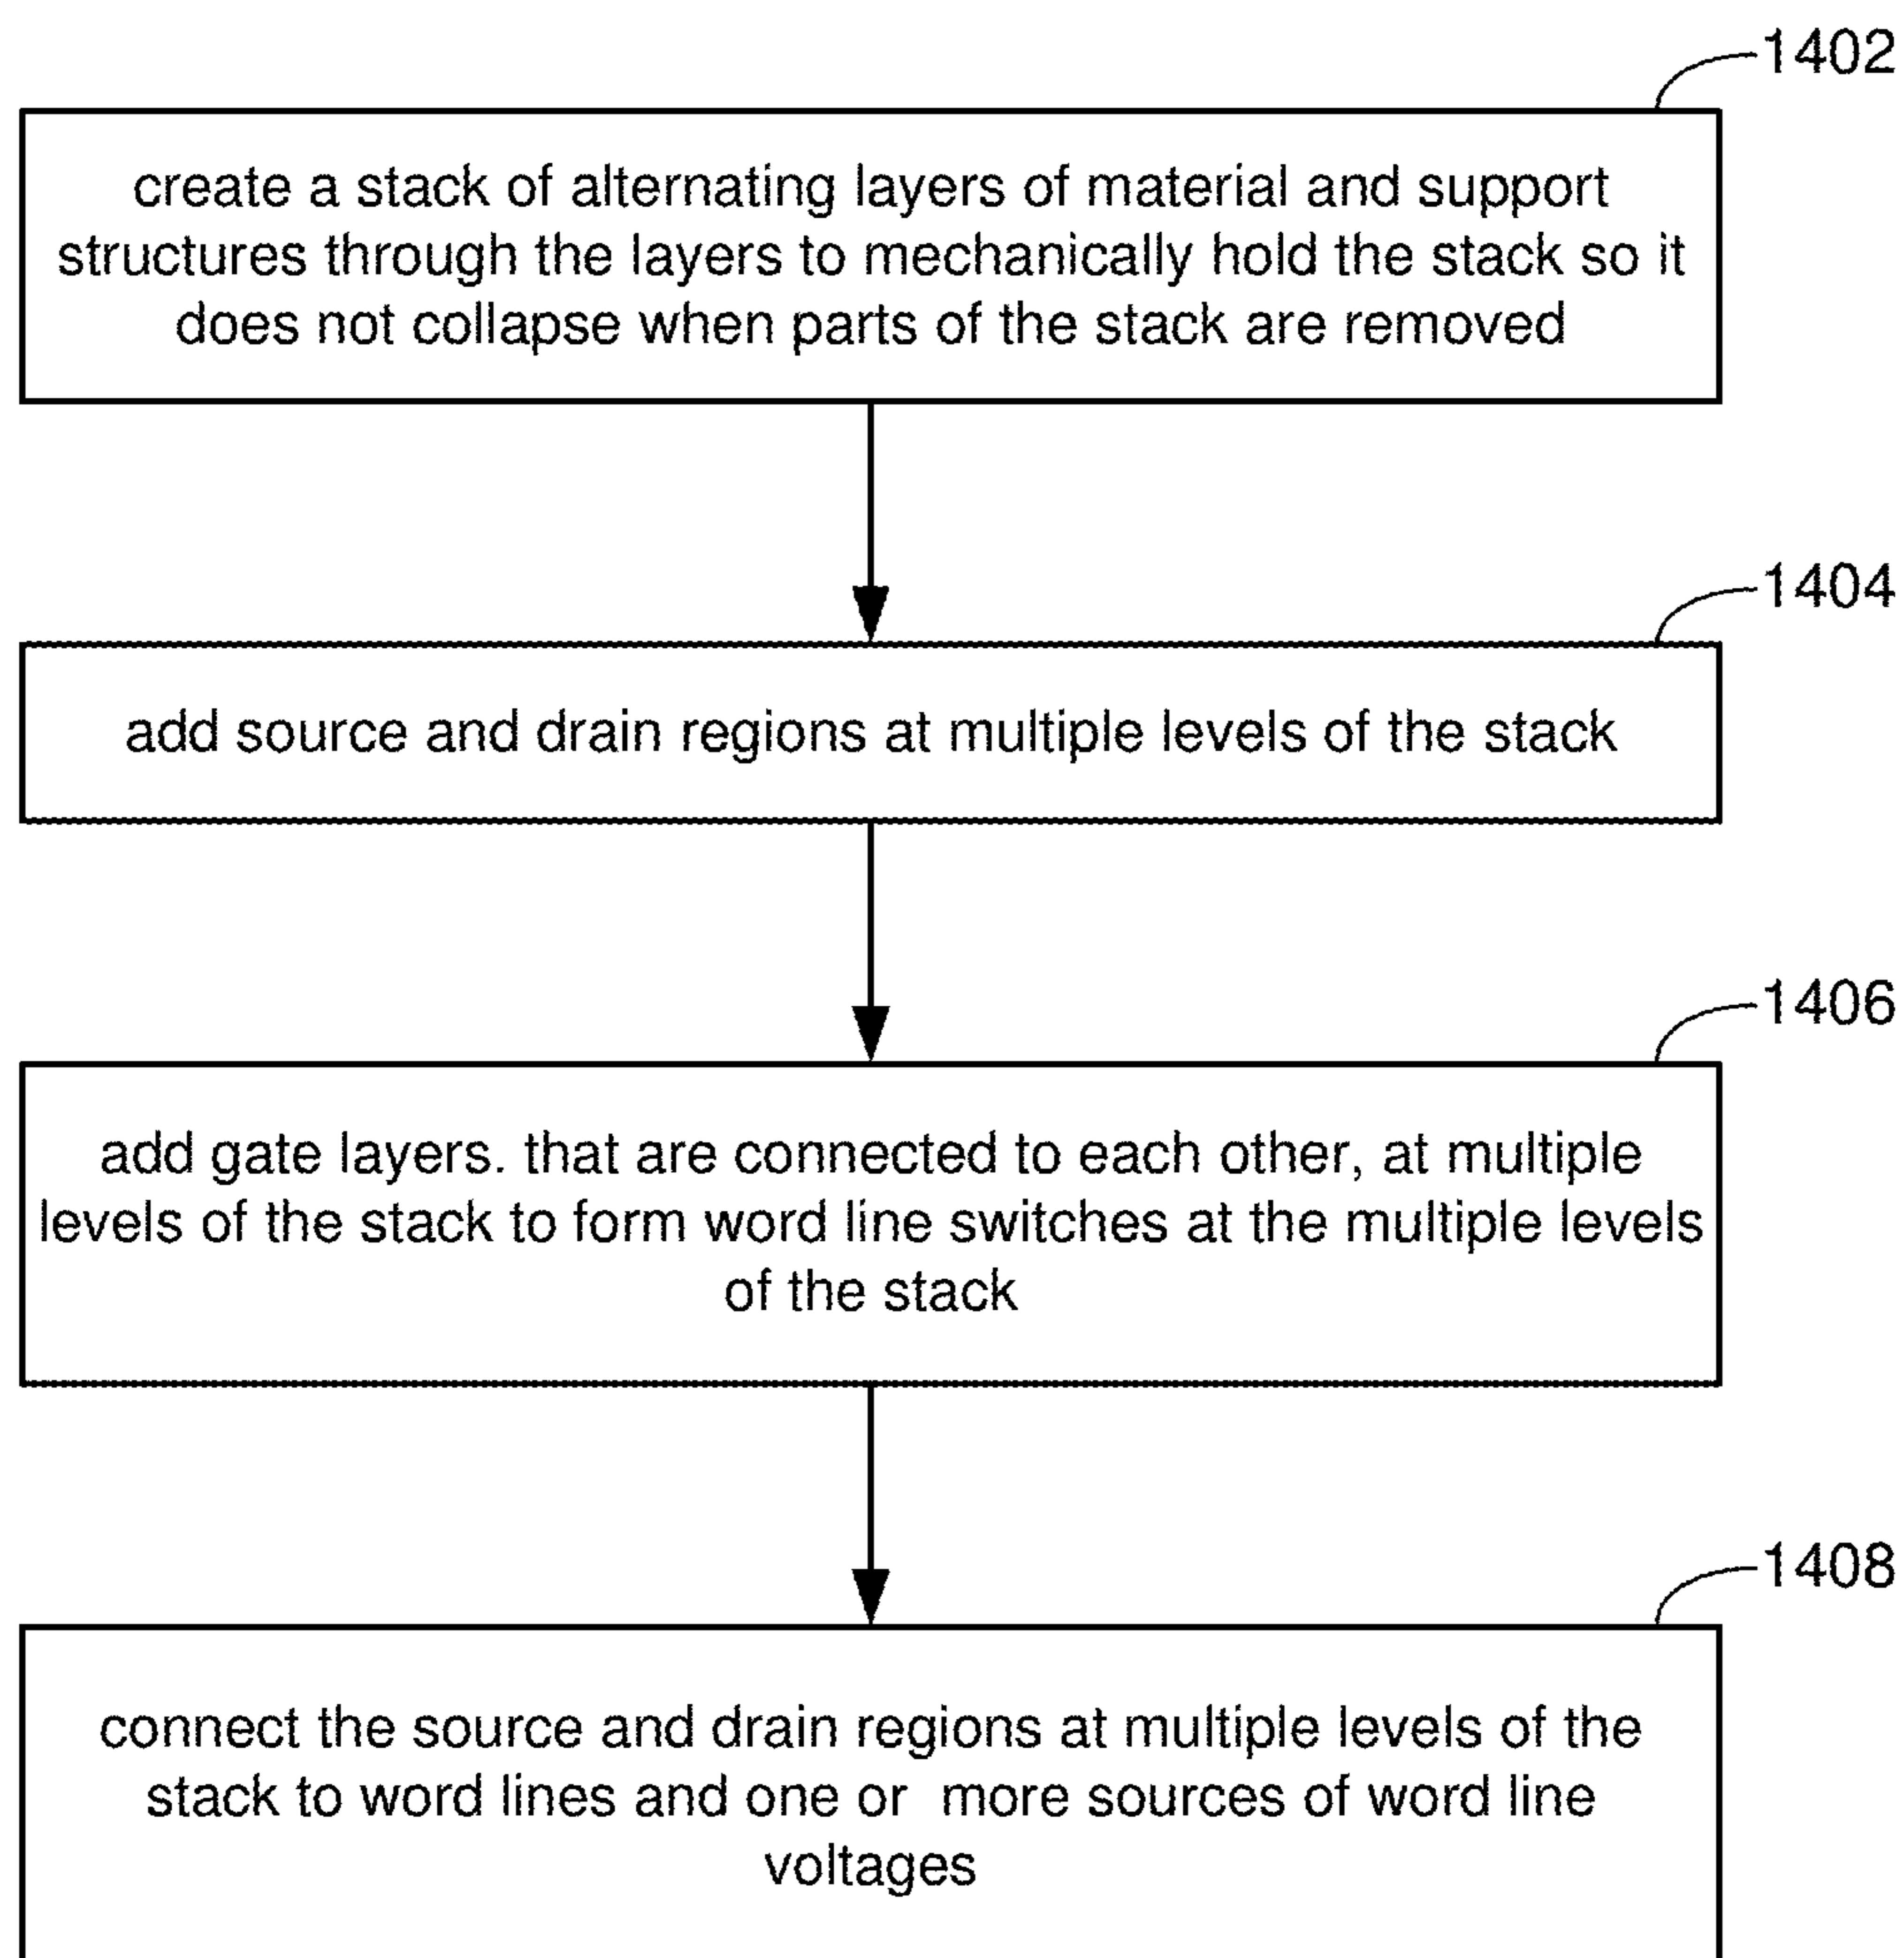 1402
create a stack of alternating layers of material and support
structures through the layers to mechanically hold the stack so it
does not collapse when parts of the stack are removed
1404
add source and drain regions at multiple levels of the stack
1406
add gate layers. that are connected to each other, at multiple
levels of the stack to form word line switches at the multiple levels
of the stack
1408
connect the source and drain regions at multiple levels of the
stack to word lines and one or  more sources of word line
voltages